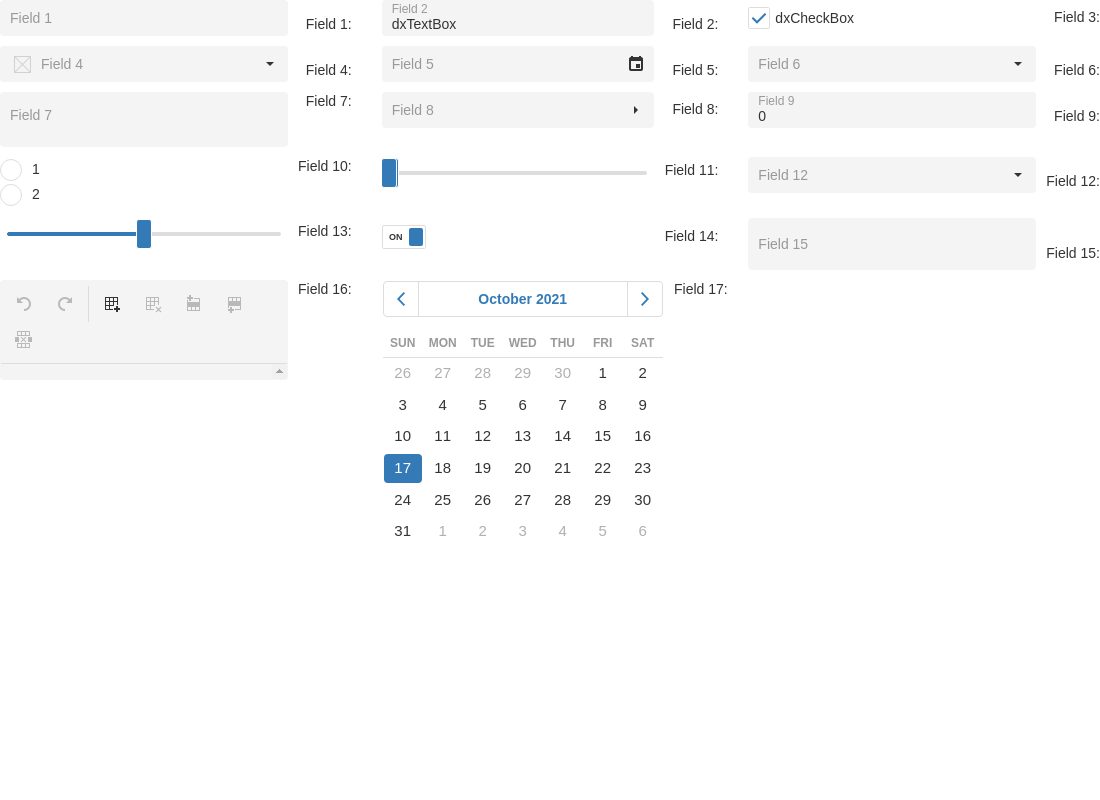 Field 1
Field 1:
Field 2
dxTextBox
Field 2:
dxCheckBox
Field 3:
Field 4
Field 4:
Field 5
Field 5:
Field 6
Field 6:
Field 7
Field 7:
Field 8
Field 8:
Field 9
0
Field 9:
1
2
Field 10:
Field 11:
Field 12
Field 12:
Field 13:
ON
Field 14:
Field 15
Field 15:
Field 16:
October 2021
Field 17:
SUN MON TUE WED THU FRI SAT
26 27 28 29 30 1 2
3 4 5 6 7 8 9
10 11 12 13 14 15 16
17 18 19 20 21 22 23
24 25 26 27 28 29 30
31 1 2 3 4 5 6